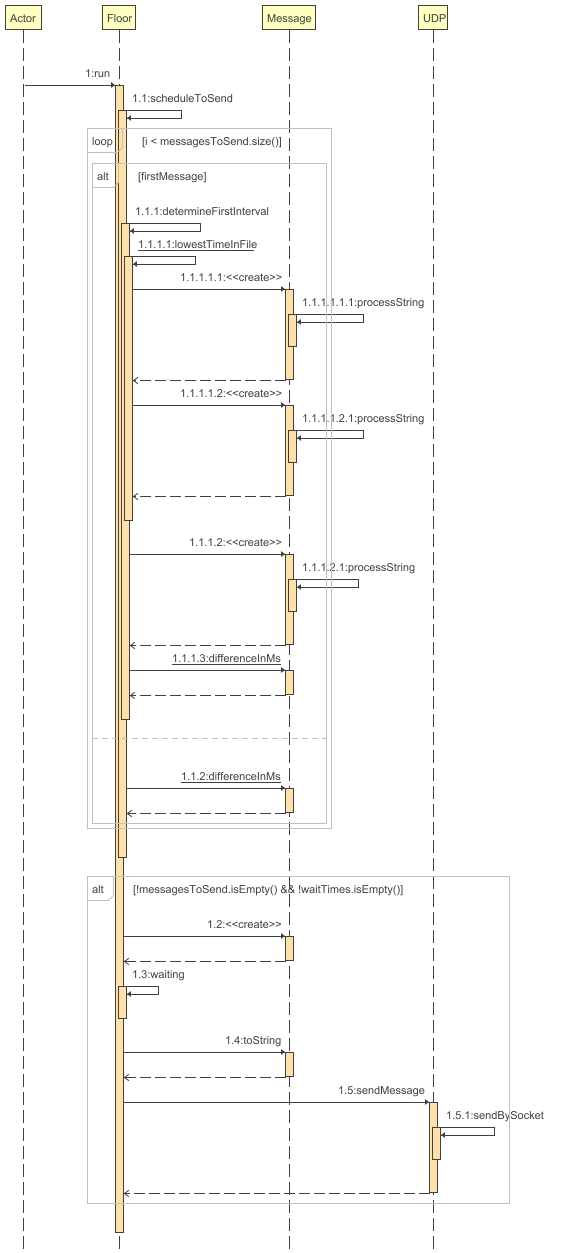 Actor Floor Message UDP
1:run
1.1:scheduleToSend
loop [i < messagesToSend.size()]
alt [firstMessage]
1.1.1:determineFirstInterval
1.1.1.1:lowestTimeInFile
1.1.1.1.1:<<create>>
1.1.1.1.1.1:processString
1.1.1.1.2:<<create>>
1.1.1.1.2.1:processString
1.1.1.2:<<create>>
1.1.1.2.1:processString
1.1.1.3:differenceInMs
1.1.2:differenceInMs
alt [!messagesToSend.isEmpty() && !waitTimes.isEmpty()]
1.2:<<create>>
1.3:waiting
1.4:toString
1.5:sendMessage
1.5.1:sendBySocket